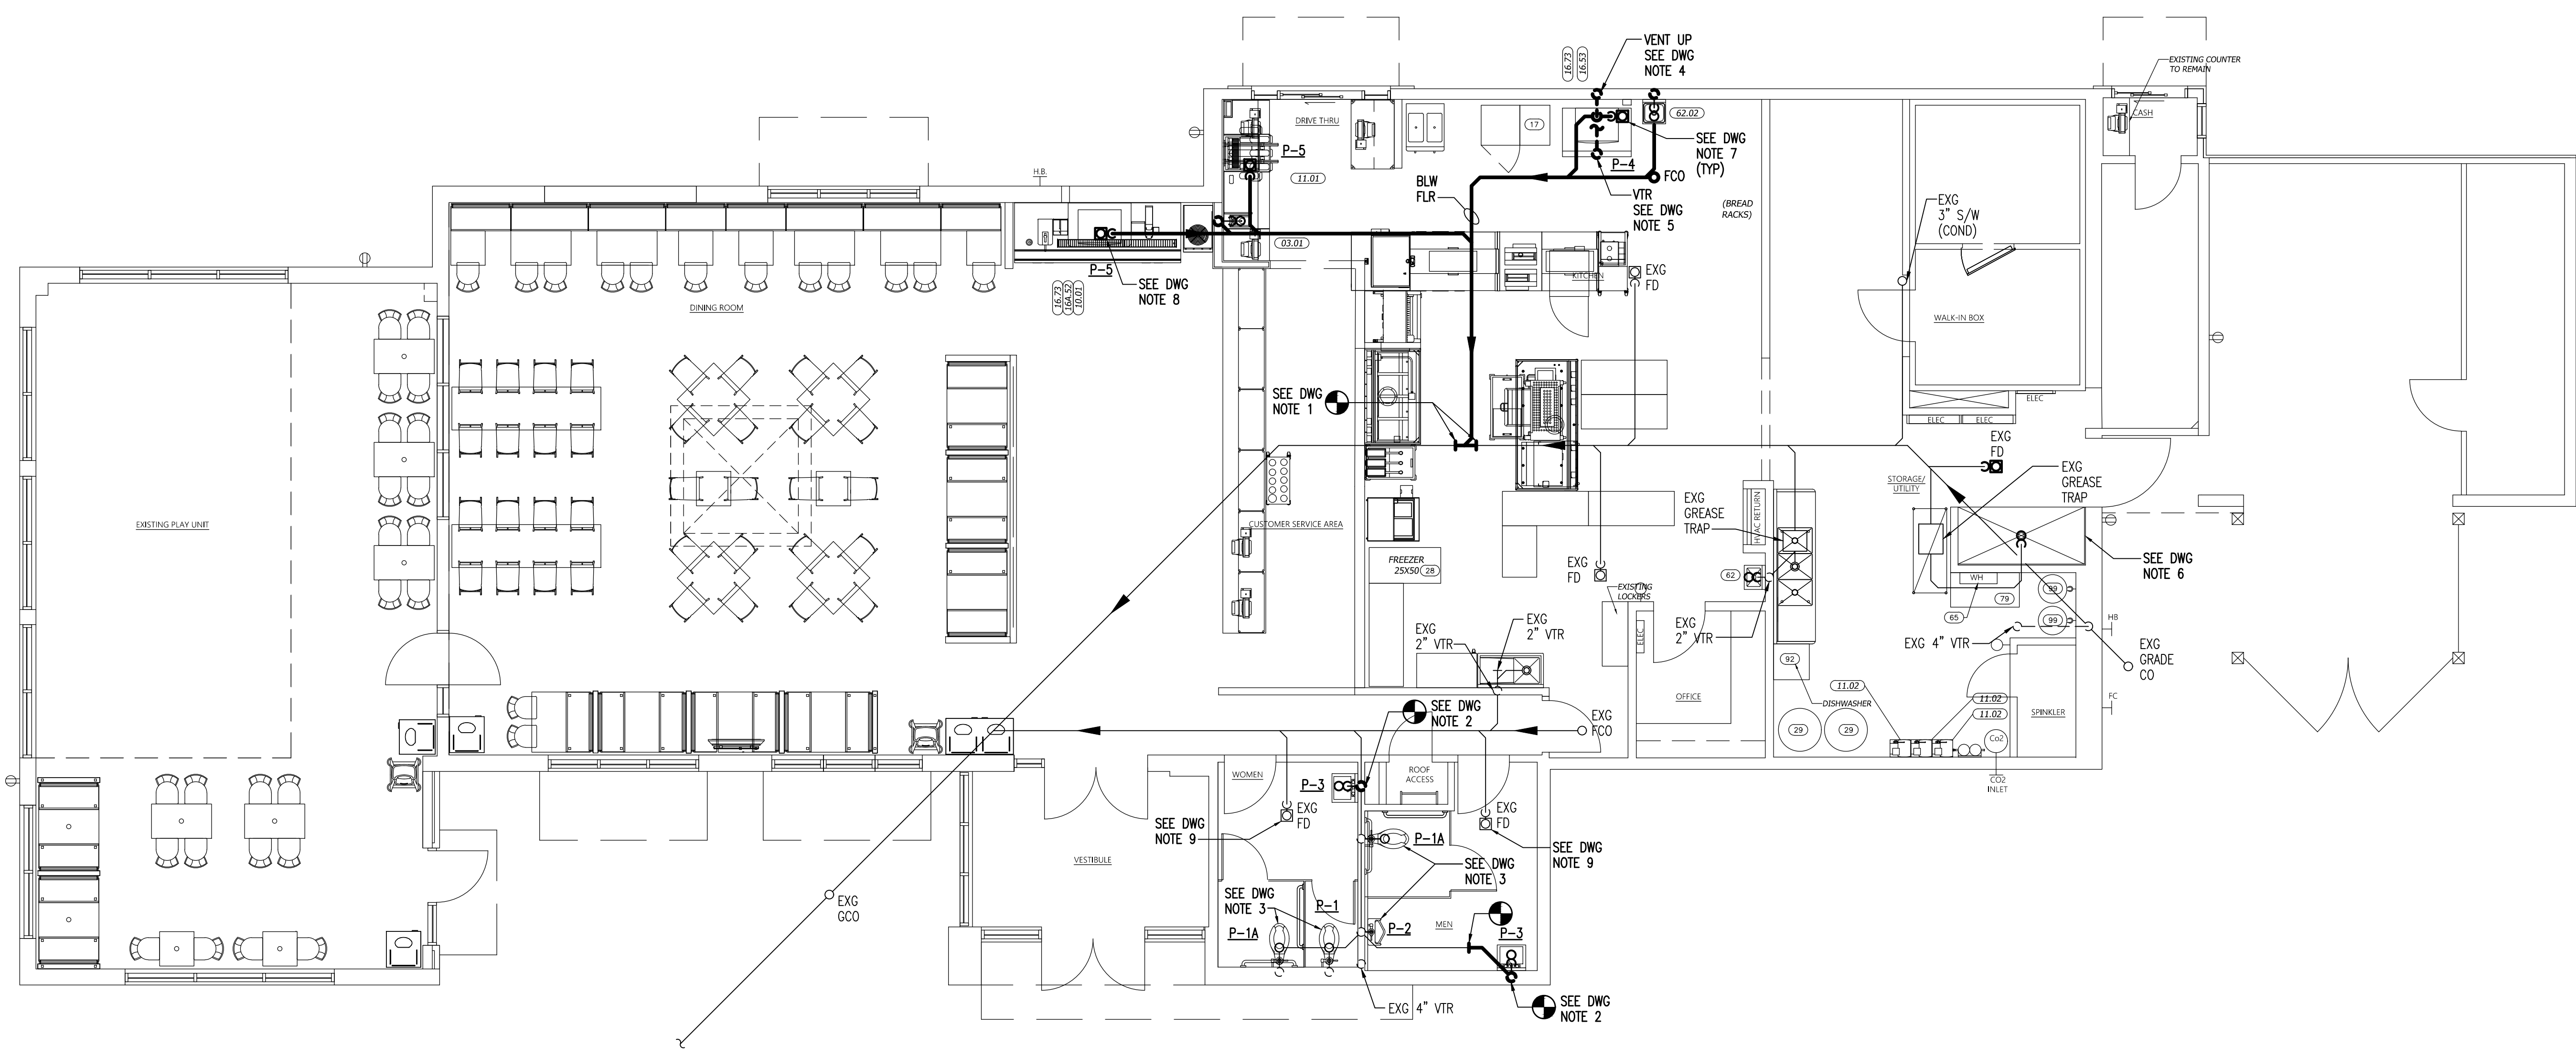 VENT UP
SEE DWG
NOTE 4
16.73
16.53
EXISTING COUNTER
TO REMAIN
CASH
DRIVE THRU
P-5
17
62.02
P-4
SEE DWG
NOTE 7
(TYP)
FCO
H.B.
11.01
BLW
FLR
VTR
SEE DWG
NOTE 5
(BREAD
RACKS)
EXG
3" S/W
(COND)
03.01
P-5
SEE DWG
NOTE 8
16.73
16A.52
10.01
KITCHEN
EXG
FD
DINING ROOM
WALK-IN BOX
ELEC
ELEC
ELEC
SEE DWG
NOTE 1
EXG
FD
EXG
GREASE
TRAP
STORAGE/
UTILITY
EXG
GREASE
TRAP
HVAC RETURN
EXISTING PLAY UNIT
CUSTOMER SERVICE AREA
FREEZER
25X50
28
EXG
FD
62
SEE DWG
NOTE 6
WH
79
65
99
99
EXISTING
LOCKERS
ELEC
EXG
2" VTR
EXG
2" VTR
EXG
2" VTR
EXG 4" VTR
HB
EXG
GRADE
CO
92
OFFICE
DISHWASHER
11.02
11.02
11.02
SPINKLER
FC
29
29
Co2
CO2
INLET
SEE DWG
NOTE 2
EXG
FCO
WOMEN
P-3
ROOF
ACCESS
EXG
FD
EXG
FD
SEE DWG
NOTE 9
P-1A
SEE DWG
NOTE 3
SEE DWG
NOTE 9
VESTIBULE
SEE DWG
NOTE 3
P-1
P-1A
P-2
MEN
P-3
EXG
GCO
EXG 4" VTR
SEE DWG
NOTE 2